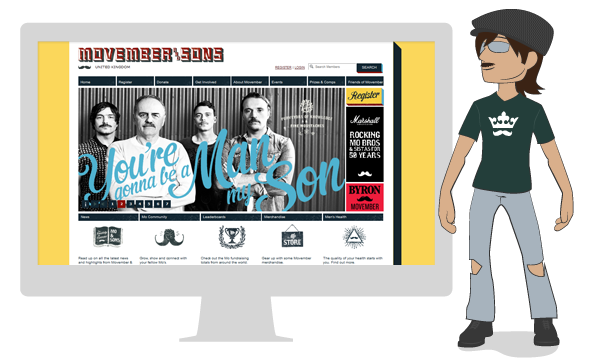 MOVEMBER&SONS
UNITED KINGDOM
REGISTER | LOGIN
Search Members
SEARCH
Home
Register
Donate
Get Involved
About Movember
Events
Prizes & Comps
Friends of Movember
You're
gonna be a
Man
my Son
Register
Marshall
ROCKING
MO BROS
& SISTAS FOR
50 YEARS
BYRON
MOVEMBER
News
Mo Community
Leaderboards
Merchandise
Men's Health
MO
& SONS
STORE
Read up on all the latest news
and highlights from Movember &
Grow, show and connect with
your fellow Mo's
Check out the Mo fundraising
totals from around the world.
Gear up with some Movember
merchandise.
The quality of your health starts with
you. Find out more.